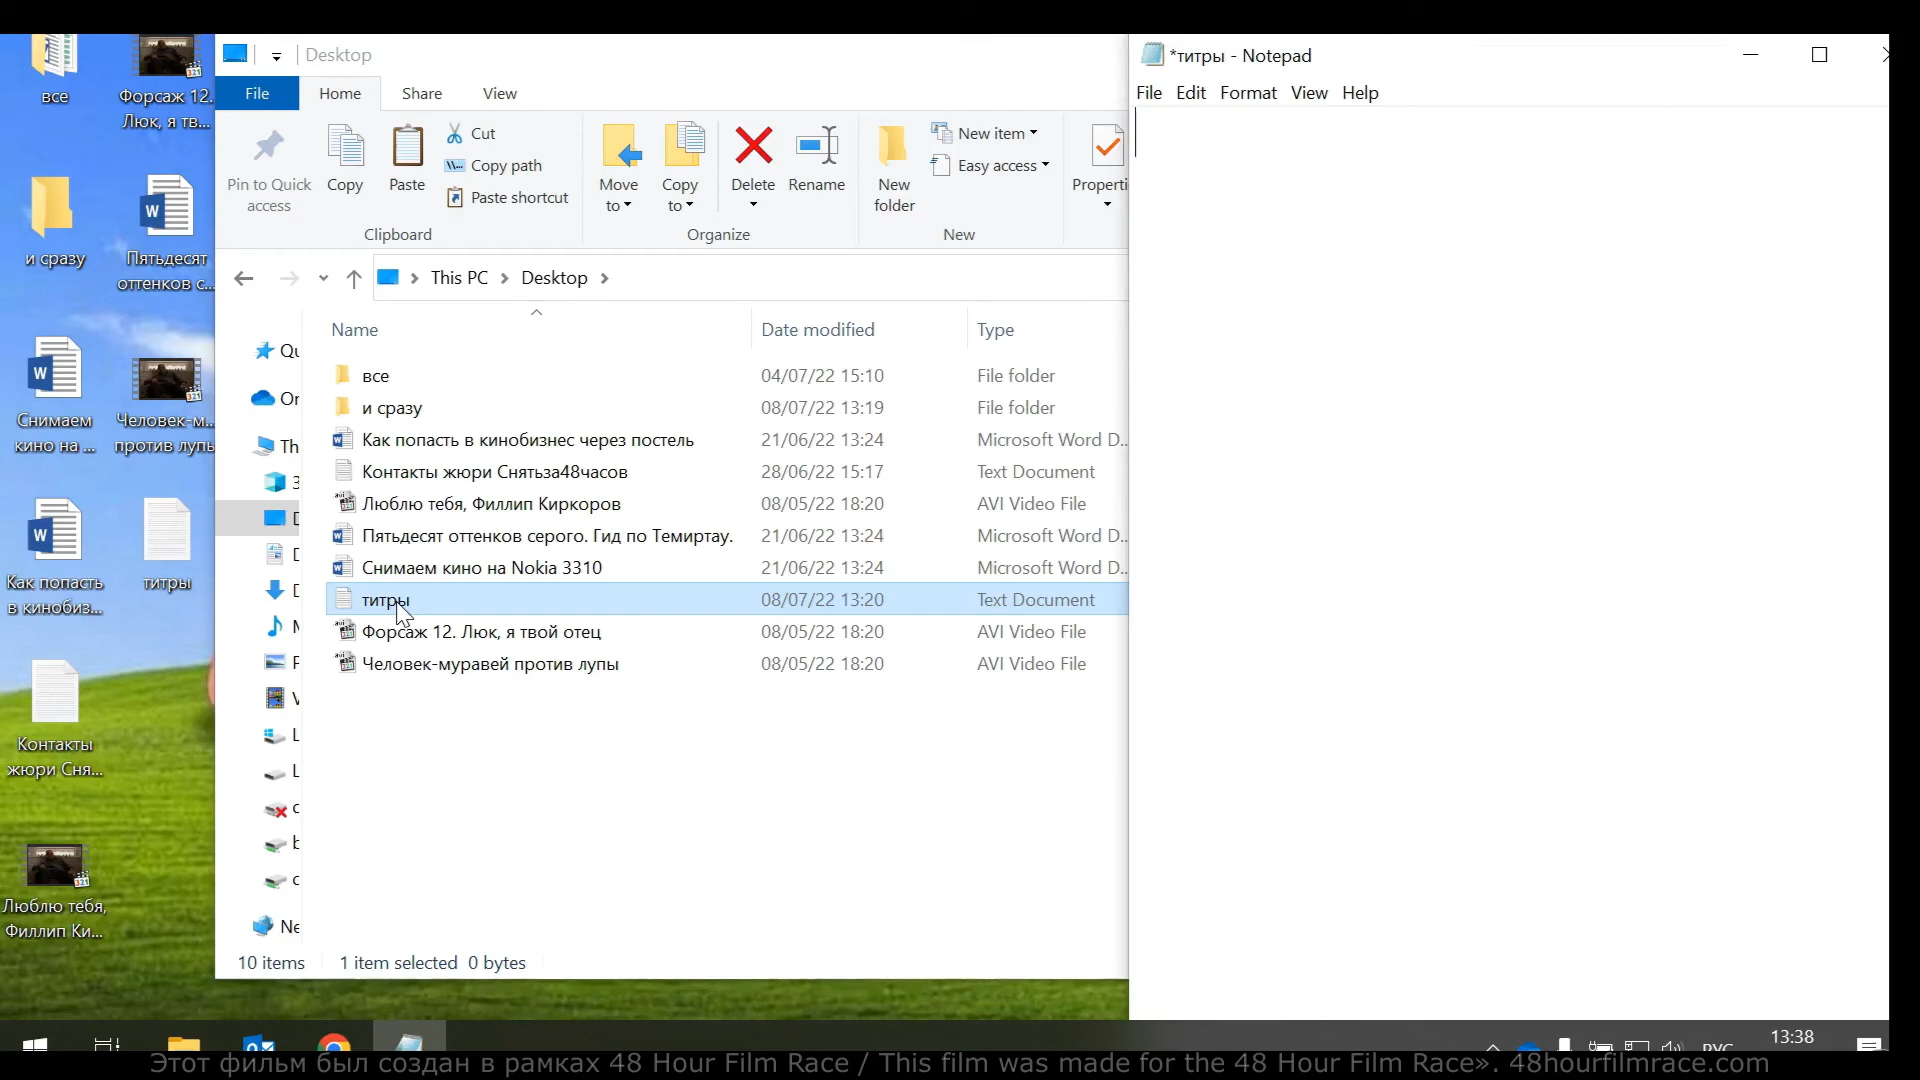 все
Форсаж 12.
Люк, я тв...
и сразу
Пятьдесят
оттенков с...
Снимаем
кино на ...
Человек-м...
против лупы
Как попасть
в кинобиз...
титры
Контакты
жюри Сня...
Люблю тебя,
Филлип Ки...
Desktop
File Home Share View
Pin to Quick
access
Copy
Paste
Cut
Copy path
Paste shortcut
Clipboard
Move
to
Copy
to
Delete
Rename
Organize
New
folder
New item
Easy access
New
Properti
This PC Desktop
Name Date modified Type
все 04/07/22 15:10 File folder
и сразу 08/07/22 13:19 File folder
Как попасть в кинобизнес через постель 21/06/22 13:24 Microsoft Word D...
Контакты жюри Снятьза48часов 28/06/22 15:17 Text Document
Люблю тебя, Филлип Киркоров 08/05/22 18:20 AVI Video File
Пятьдесят оттенков серого. Гид по Темиртау. 21/06/22 13:24 Microsoft Word D...
Снимаем кино на Nokia 3310 21/06/22 13:24 Microsoft Word D...
титры 08/07/22 13:20 Text Document
Форсаж 12. Люк, я твой отец 08/05/22 18:20 AVI Video File
Человек-муравей против лупы 08/05/22 18:20 AVI Video File
Qu
Or
Th
3
Ne
10 items 1 item selected 0 bytes
*титры - Notepad
File Edit Format View Help
РУС
13:38
Этот фильм был создан в рамках 48 Hour Film Race / This film was made for the 48 Hour Film Race». 48hourfilmrace.com